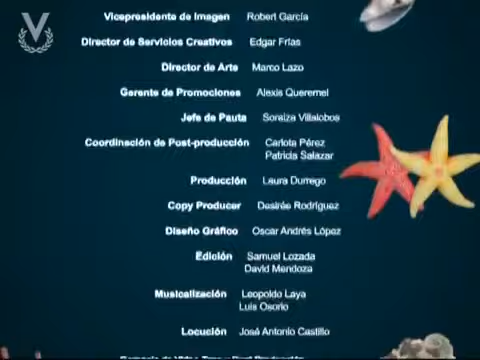 Vicepresidente de Imagen Robert García
Director de Servicios Creativos Edgar Frías
Director de Arte Marco Lazo
Gerente de Promociones Alexis Queremel
Jefe de Pauta Soraiza Villalobos
Coordinación de Post-producción Carlota Pérez
Patricia Salazar
Producción Laura Durrego
Copy Producer Desirée Rodríguez
Diseño Gráfico Oscar Andrés López
Edición Samuel Lozada
David Mendoza
Musicalización Leopoldo Laya
Luis Osorio
Locución José Antonio Castillo